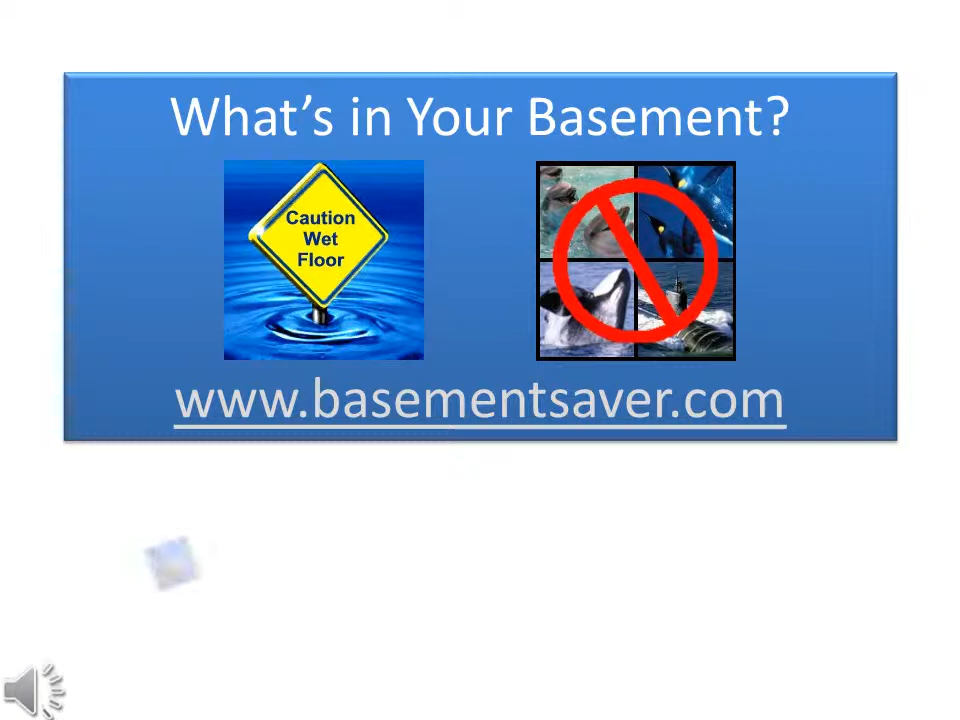 What’s in Your Basement?
Caution
Wet
Floor
www.basementsaver.com